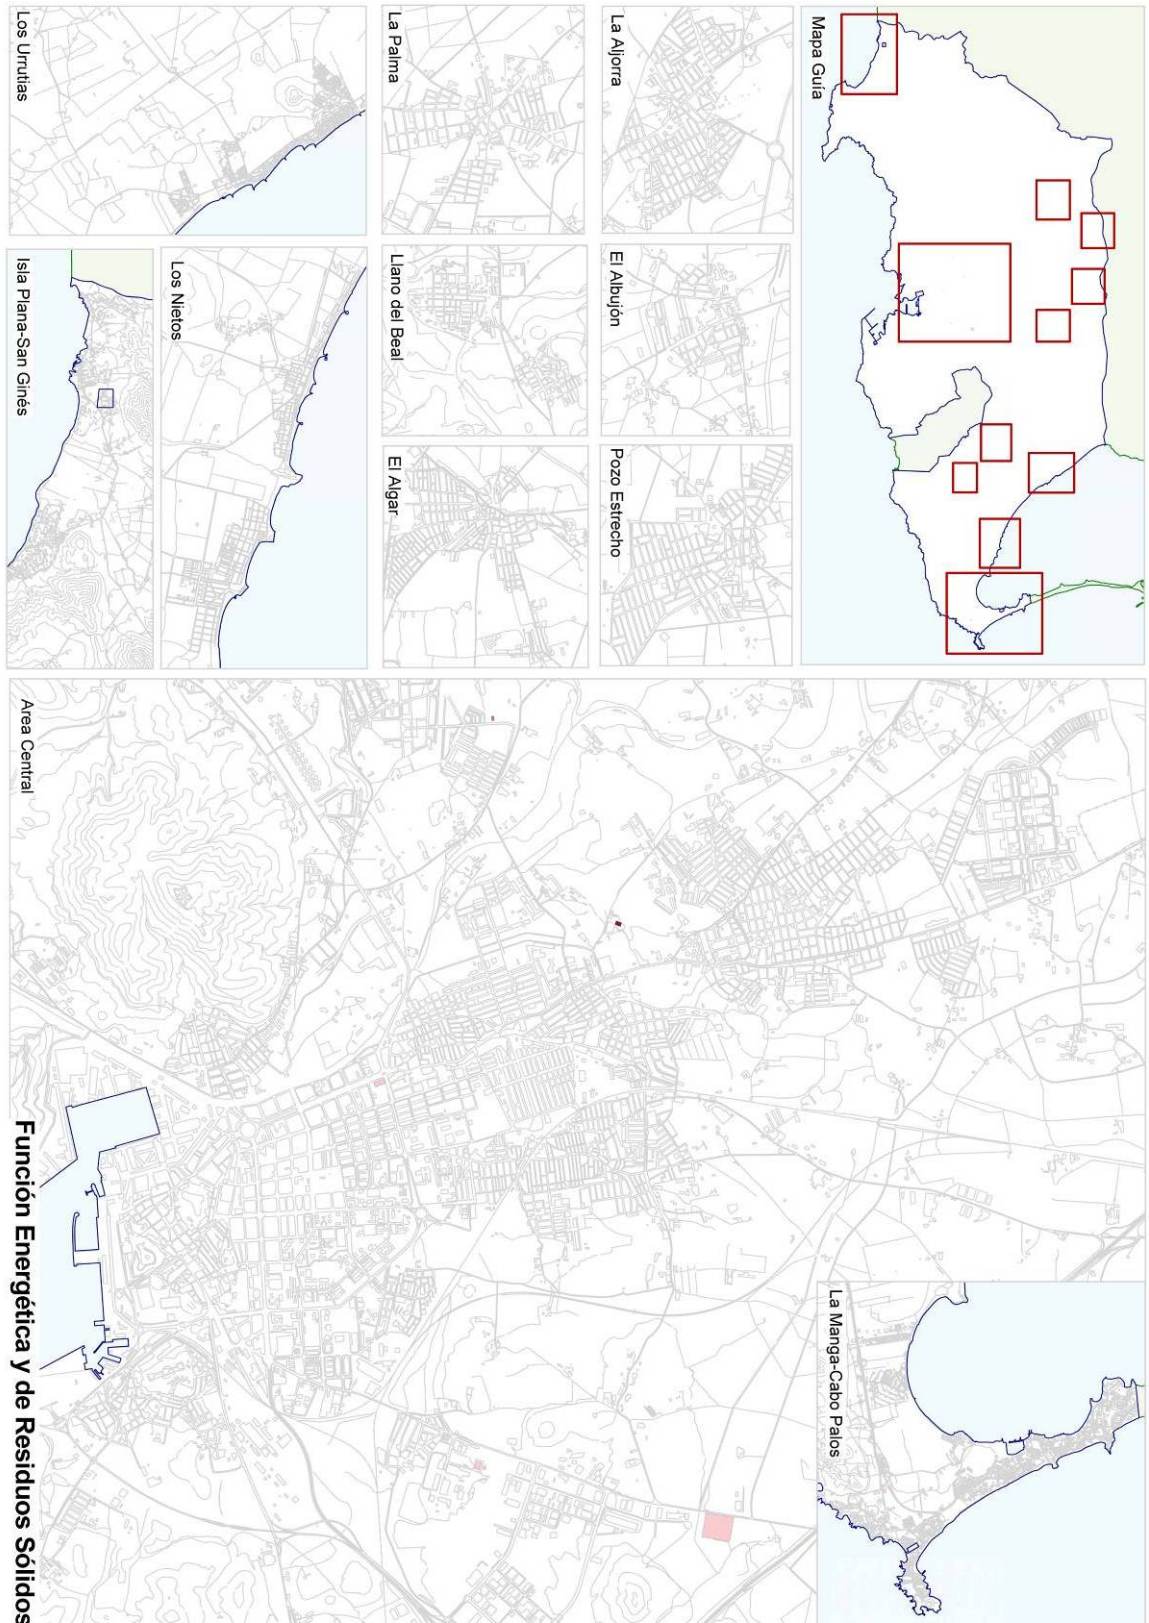 Mapa Guía
La Aljorra
El Albujón
Pozo Estrecho
La Palma
Llano del Beal
El Algar
Los Urrutias
Los Nietos
Isla Plana-San Ginés
La Manga-Cabo Palos
Area Central
Función Energética y de Residuos Sólidos